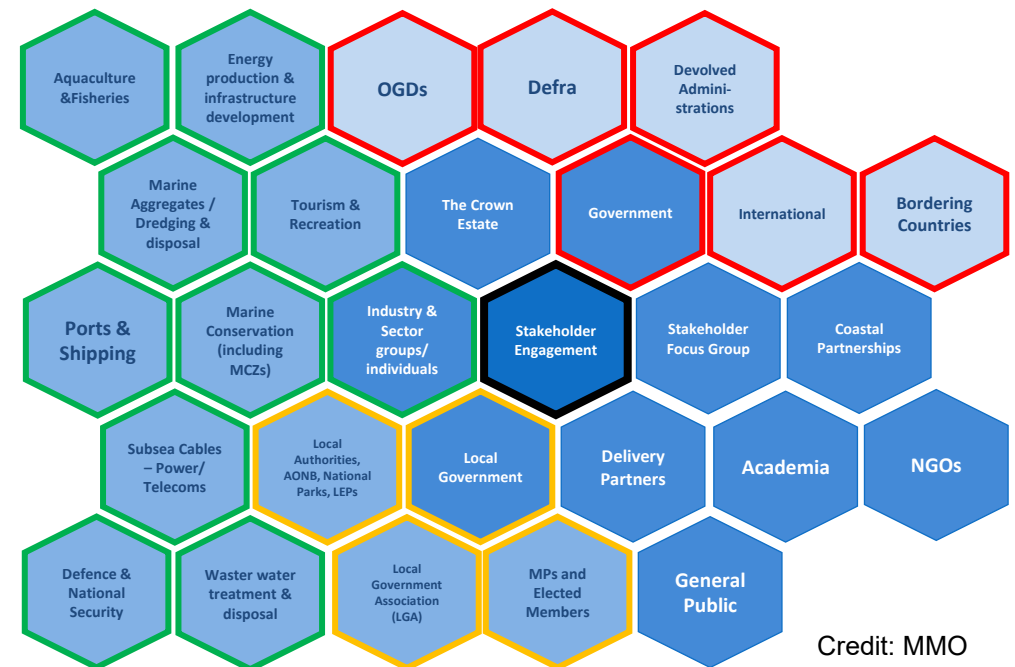 Aquaculture
&Fisheries
Energy
production &
infrastructure
development
OGDs
Defra
Devolved
Admini-
strations
Marine
Aggregates /
Dredging &
disposal
Tourism &
Recreation
The Crown
Estate
Government
International
Bordering
Countries
Ports &
Shipping
Marine
Conservation
(including
MCZs)
Industry &
Sector
groups/
individuals
Stakeholder
Engagement
Stakeholder
Focus Group
Coastal
Partnerships
Subsea Cables
– Power/
Telecoms
Local
Authorities,
AONB, National
Parks, LEPs
Local
Government
Delivery
Partners
Academia
NGOs
Defence &
National
Security
Waster water
treatment &
disposal
Local
Government
Association
(LGA)
MPs and
Elected
Members
General
Public
Credit: MMO